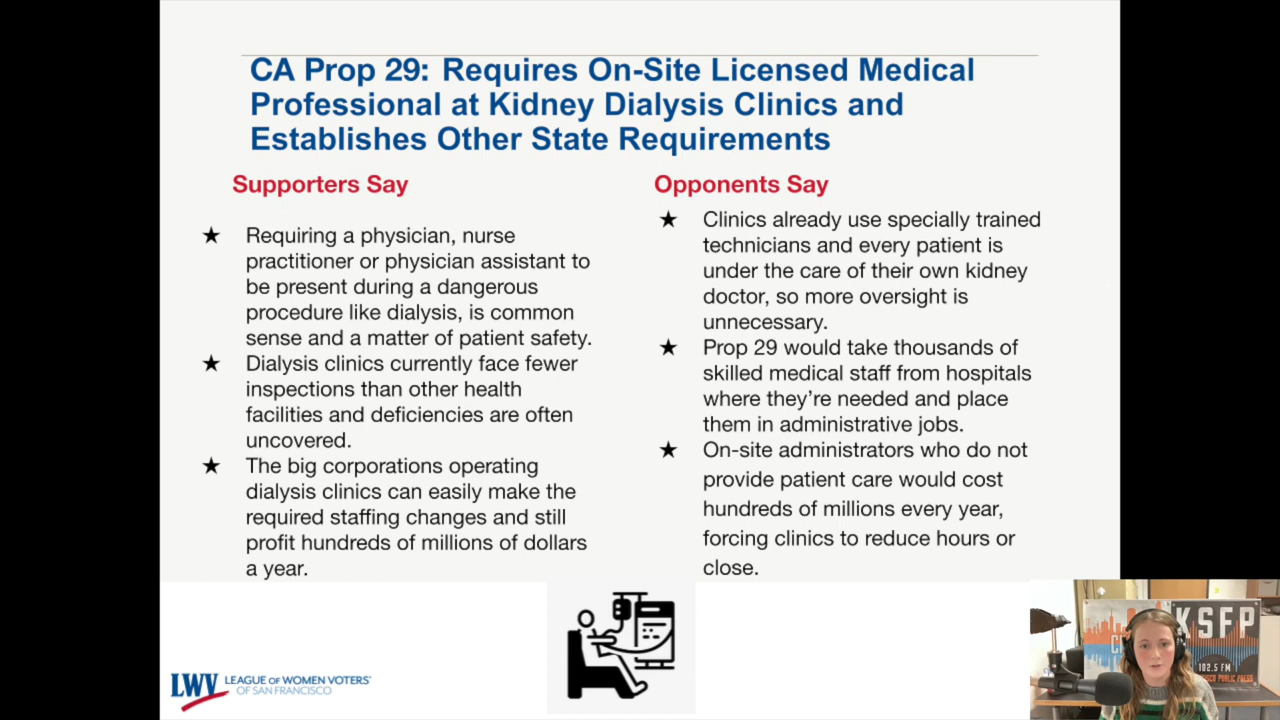 CA Prop 29: Requires On-Site Licensed Medical
Professional at Kidney Dialysis Clinics and
Establishes Other State Requirements
Supporters Say
★ Requiring a physician, nurse
practitioner or physician assistant to
be present during a dangerous
procedure like dialysis, is common
sense and a matter of patient safety.
★ Dialysis clinics currently face fewer
inspections than other health
facilities and deficiencies are often
uncovered.
★ The big corporations operating
dialysis clinics can easily make the
required staffing changes and still
profit hundreds of millions of dollars
a year.
Opponents Say
★ Clinics already use specially trained
technicians and every patient is
under the care of their own kidney
doctor, so more oversight is
unnecessary.
★ Prop 29 would take thousands of
skilled medical staff from hospitals
where they’re needed and place
them in administrative jobs.
★ On-site administrators who do not
provide patient care would cost
hundreds of millions every year,
forcing clinics to reduce hours or
close.
LWV LEAGUE OF WOMEN VOTERS®
OF SAN FRANCISCO
KSFP
102.5 FM
PUBLIC PRESS